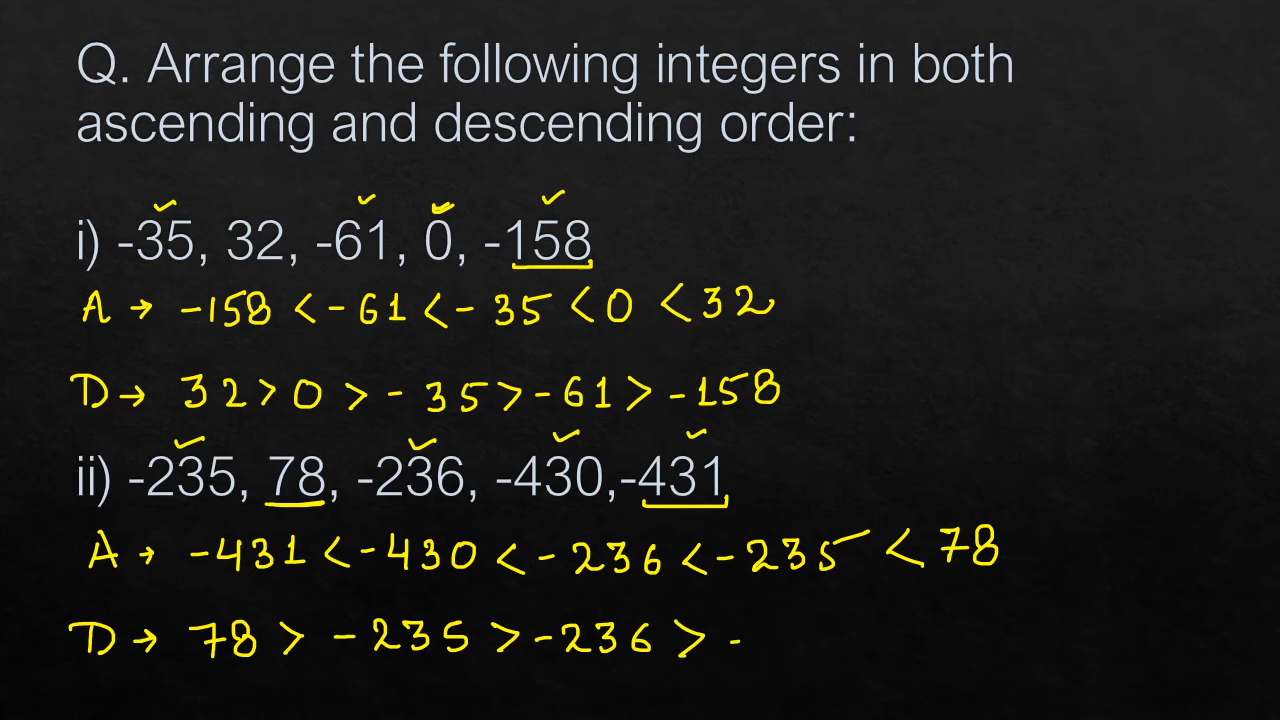 Q. Arrange the following integers in both
ascending and descending order:
i) -35, 32, -61, 0, -158
A → -158 < -61 < -35 < 0 < 32
D → 32 > 0 > -35 > -61 > -158
ii) -235, 78, -236, -430,-431
A → -431 < -430 < -236 < -235 < 78
D → 78 > -235 > -236 > -